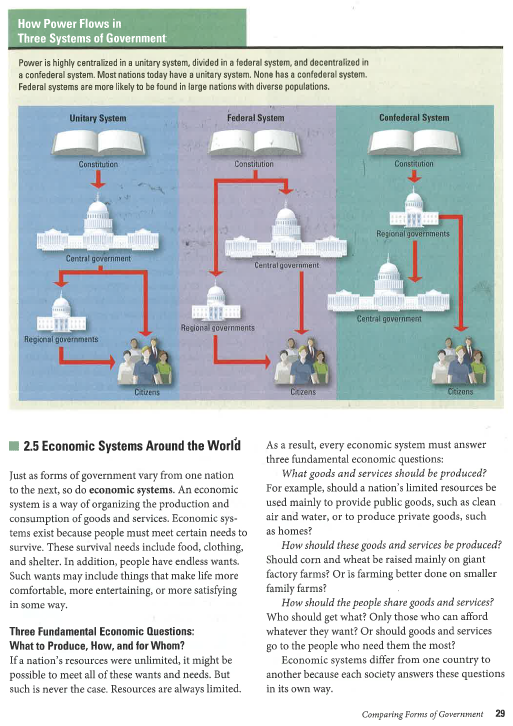 How Power Flows in
Three Systems of Government
Power is highly centralized in a unitary system, divided in a federal system, and decentralized in
a confederal system. Most nations today have a unitary system. None has a confederal system.
Federal systems are more likely to be found in large nations with diverse populations.
Unitary System
Constitution
Central government
Regional governments
Citizens
Federal System
Constitution
Central government
Regional governments
Citizens
Confederal System
Constitution
Regional governments
Central government
Citizens
2.5 Economic Systems Around the World
Just as forms of government vary from one nation
to the next, so do economic systems. An economic
system is a way of organizing the production and
consumption of goods and services. Economic sys-
tems exist because people must meet certain needs to
survive. These survival needs include food, clothing,
and shelter. In addition, people have endless wants.
Such wants may include things that make life more
comfortable, more entertaining, or more satisfying
in some way.
Three Fundamental Economic Questions:
What to Produce, How, and for Whom?
If a nation's resources were unlimited, it might be
possible to meet all of these wants and needs. But
such is never the case. Resources are always limited.
As a result, every economic system must answer
three fundamental economic questions:
What goods and services should be produced?
For example, should a nation's limited resources be
used mainly to provide public goods, such as clean
air and water, or to produce private goods, such
as homes?
How should these goods and services be produced?
Should corn and wheat be raised mainly on giant
factory farms? Or is farming better done on smaller
family farms?
How should the people share goods and services?
Who should get what? Only those who can afford
whatever they want? Or should goods and services
go to the people who need them the most?
Economic systems differ from one country to
another because each society answers these questions
in its own way.
Comparing Forms of Government 29